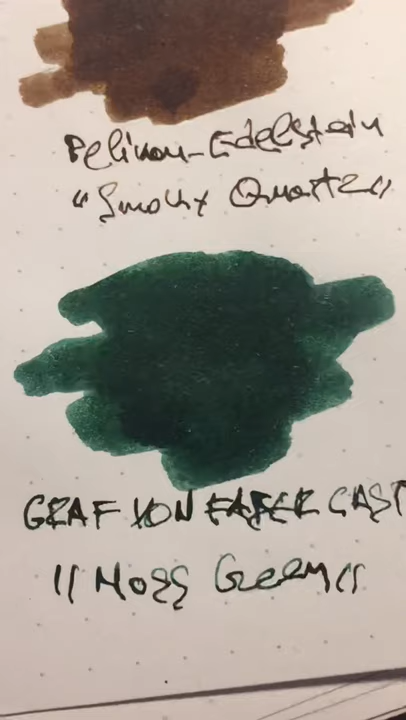 Pelikan-Edelstein
"Smoky Quartz"
GRAF VON FABER CAST
"Moss Green"